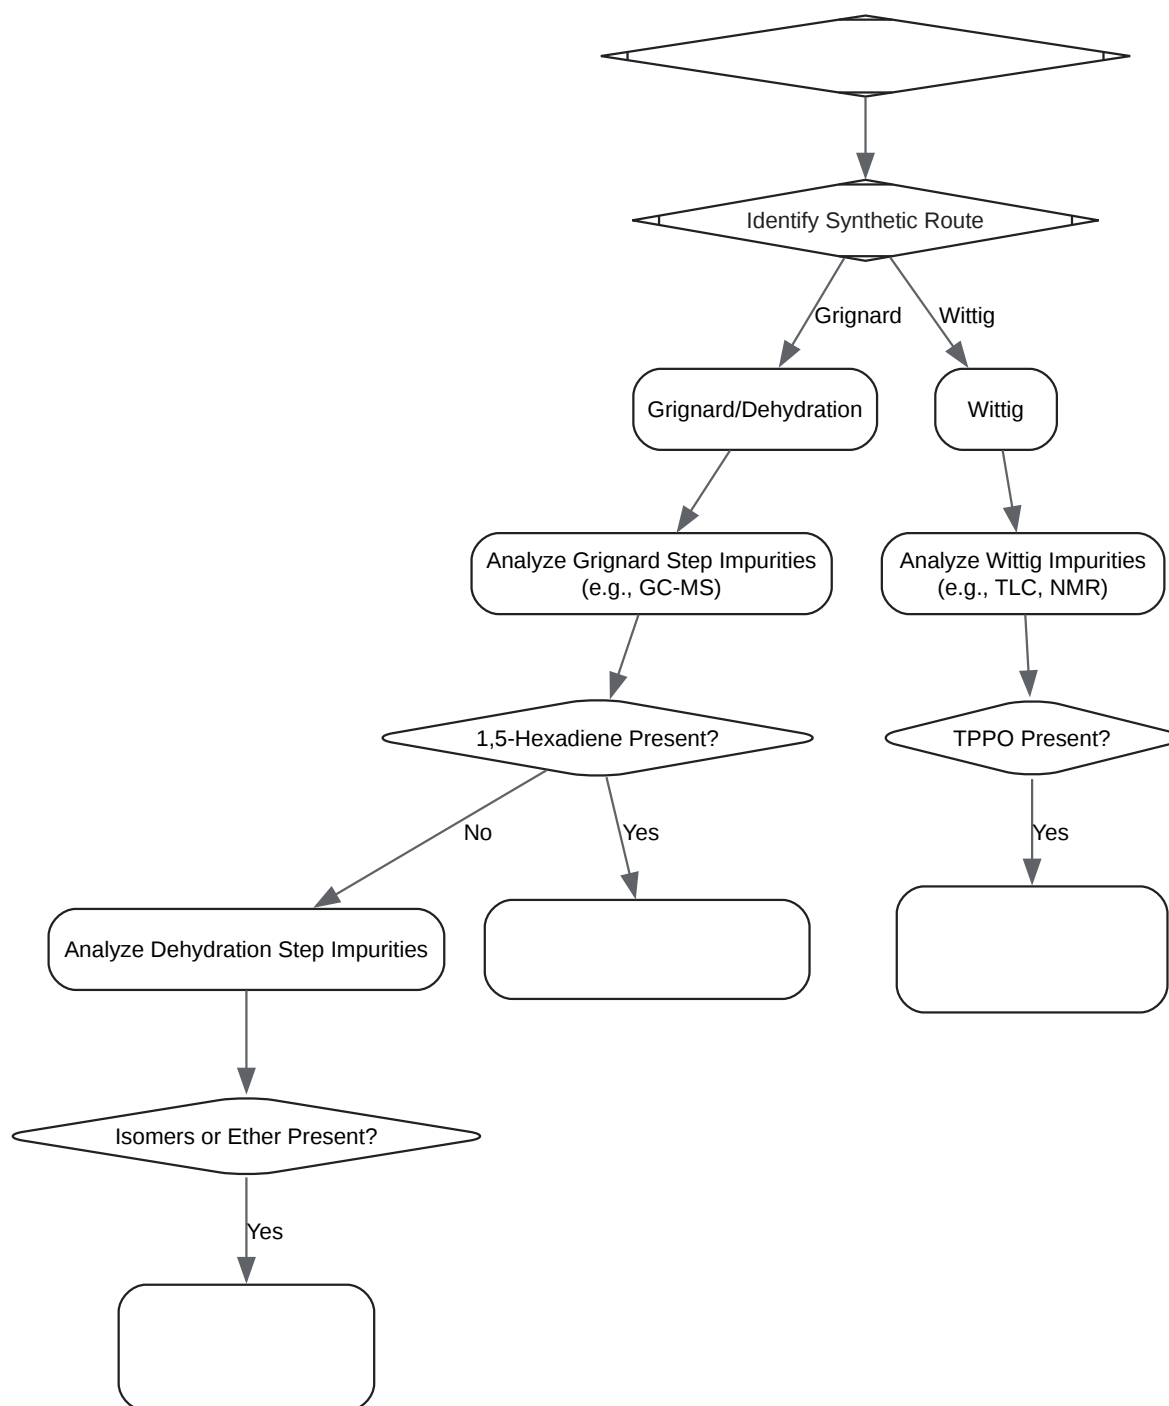 Identify Synthetic Route
Grignard
Wittig
Grignard/Dehydration
Wittig
Analyze Grignard Step Impurities
(e.g., GC-MS)
Analyze Wittig Impurities
(e.g., TLC, NMR)
1,5-Hexadiene Present?
TPPO Present?
No
Yes
Yes
Analyze Dehydration Step Impurities
Isomers or Ether Present?
Yes